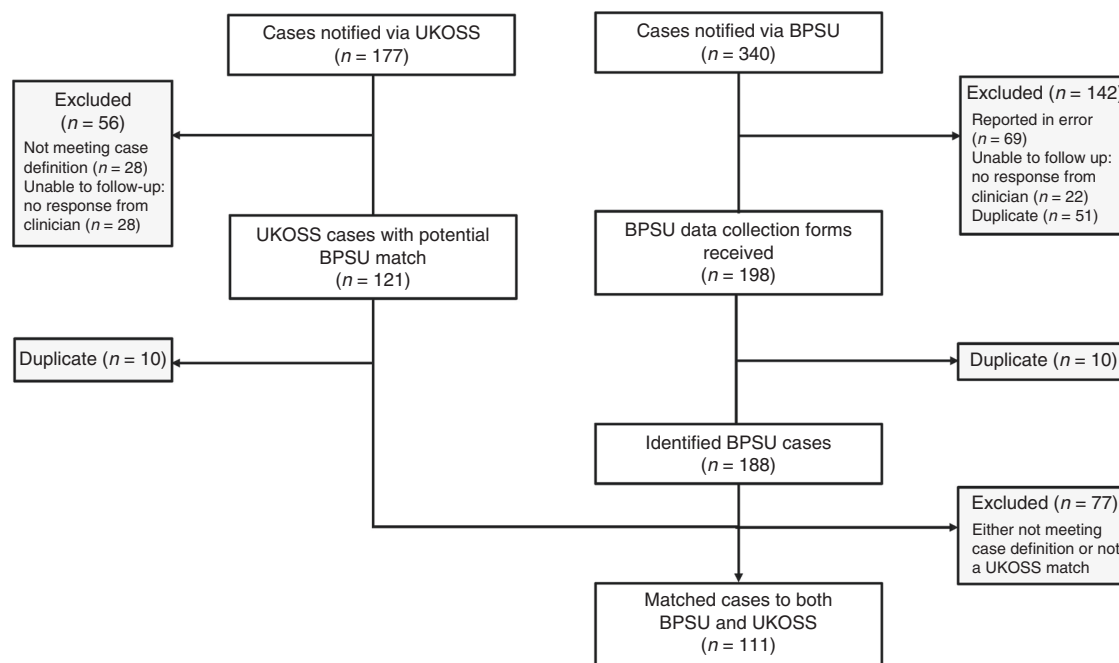 Cases notified via UKOSS
(n = 177)
Cases notified via BPSU
(n = 340)
Excluded
(n = 56)
Not meeting case
definition (n = 28)
Unable to follow-up:
no response from
clinician (n = 28)
Excluded (n = 142)
Reported in error
(n = 69)
Unable to follow up:
no response from
clinician (n = 22)
Duplicate (n = 51)
UKOSS cases with potential
BPSU match
(n = 121)
BPSU data collection forms
received
(n = 198)
Duplicate (n = 10)
Duplicate (n = 10)
Identified BPSU cases
(n = 188)
Excluded (n = 77)
Either not meeting
case definition or not
a UKOSS match
Matched cases to both
BPSU and UKOSS
(n = 111)